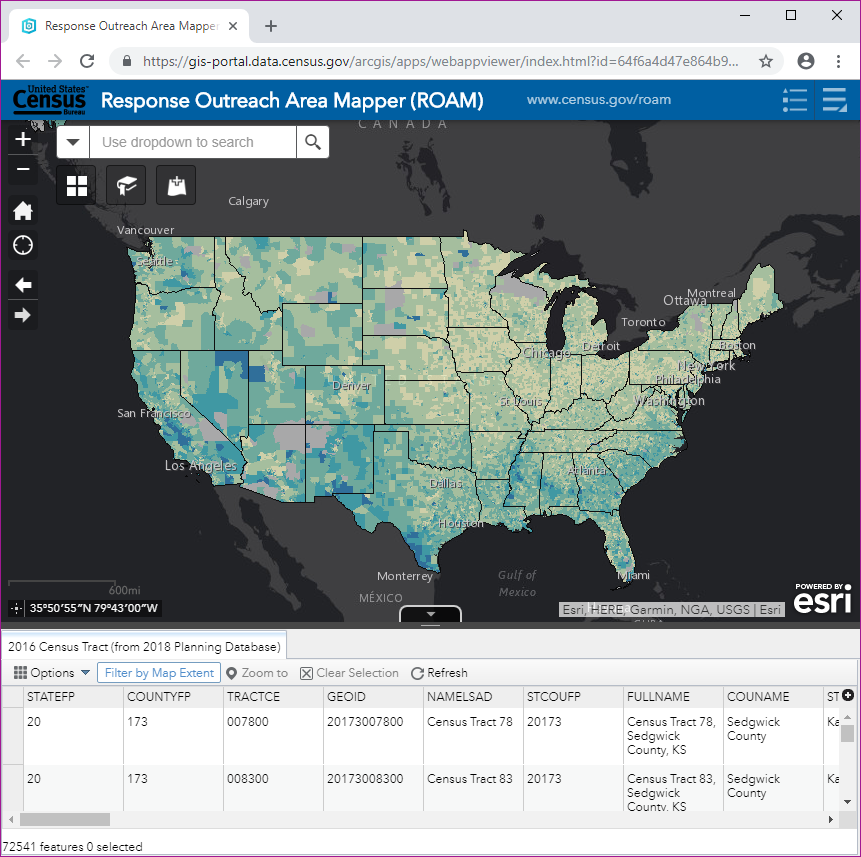 Response Outreach Area Mapper
https://gis-portal.data.census.gov/arcgis/apps/webappviewer/index.html?id=64f6a4d47e864b9...
United States®
Census
Bureau
Response Outreach Area Mapper (ROAM)
www.census.gov/roam
CANADA
Use dropdown to search
Calgary
Vancouver
Seattle
Montreal
Ottawa
Toronto
Boston
Detroit
Chicago
New York
Philadelphia
Denver
St Louis
Washington
San Francisco
Los Angeles
Atlanta
Dallas
Houston
Monterrey
Gulf of
Mexico
Miami
600mi
MÉXICO
35°50'55"N 79°43'00"W
Esri, HERE, Garmin, NGA, USGS | Esri
POWERED BY
esri
CUBA
2016 Census Tract (from 2018 Planning Database)
Options Filter by Map Extent Zoom to Clear Selection Refresh
STATEFP COUNTYFP TRACTCE GEOID NAMELSAD STCOUFP FULLNAME COUNAME ST
20 173 007800 20173007800 Census Tract 78 20173 Census Tract 78, Sedgwick Ka
Sedgwick County
County, KS
20 173 008300 20173008300 Census Tract 83 20173 Census Tract 83, Sedgwick Ka
Sedgwick County
County, KS
72541 features 0 selected